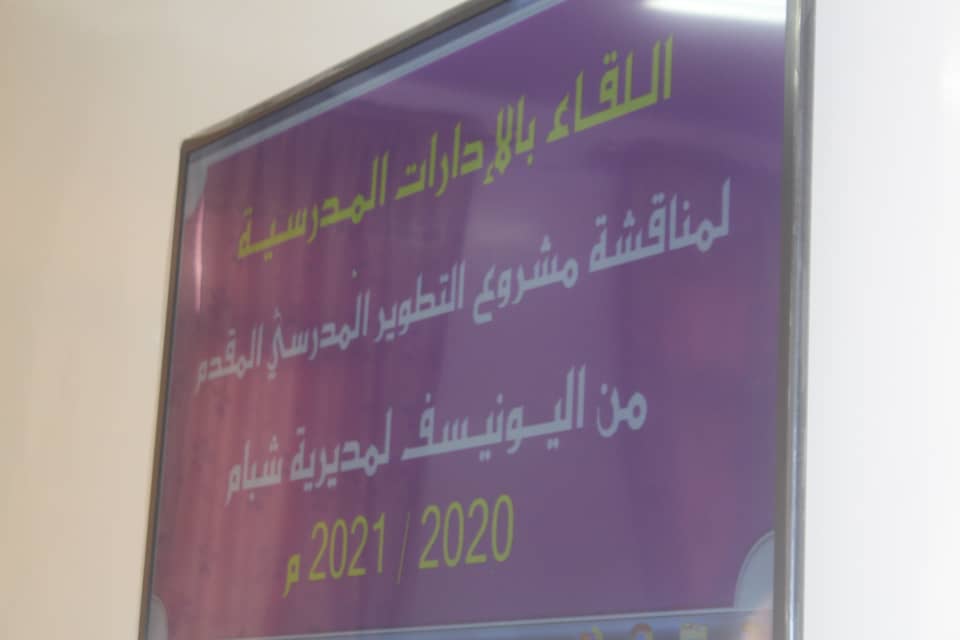 اللقاء بالإدارات المدرسية
لمناقشة مشروع التطوير المدرسي المقدم
من اليونيسف لمديرية شبام
2020 / 2021 م